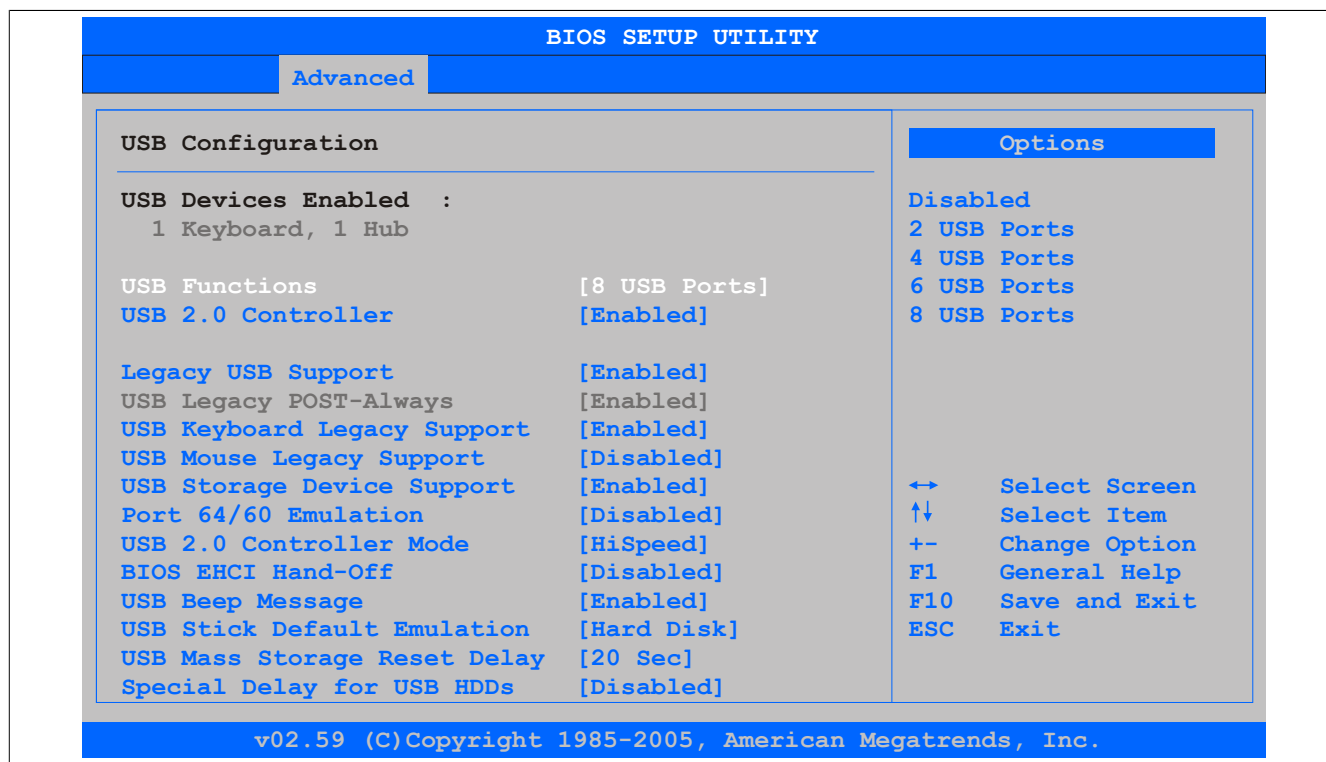 BIOS SETUP UTILITY
Advanced
USB Configuration
USB Devices Enabled :
1 Keyboard, 1 Hub
USB Functions [8 USB Ports]
USB 2.0 Controller [Enabled]
Legacy USB Support [Enabled]
USB Legacy POST-Always [Enabled]
USB Keyboard Legacy Support [Enabled]
USB Mouse Legacy Support [Disabled]
USB Storage Device Support [Enabled]
Port 64/60 Emulation [Disabled]
USB 2.0 Controller Mode [HiSpeed]
BIOS EHCI Hand-Off [Disabled]
USB Beep Message [Enabled]
USB Stick Default Emulation [Hard Disk]
USB Mass Storage Reset Delay [20 Sec]
Special Delay for USB HDDs [Disabled]
Options
Disabled
2 USB Ports
4 USB Ports
6 USB Ports
8 USB Ports
↔ Select Screen
↑↓ Select Item
+- Change Option
F1 General Help
F10 Save and Exit
ESC Exit
v02.59 (C)Copyright 1985-2005, American Megatrends, Inc.